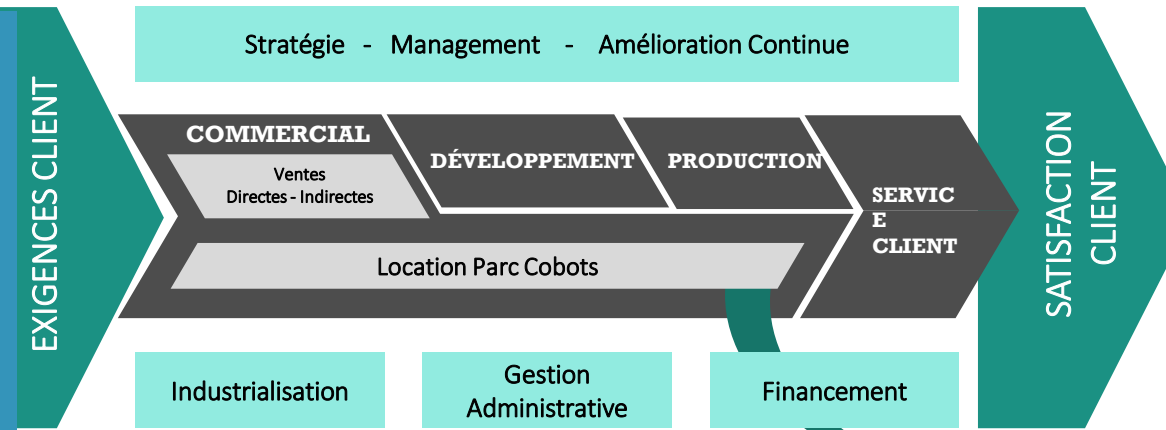 Stratégie - Management - Amélioration Continue
EXIGENCES CLIENT
COMMERCIAL
Ventes
Directes - Indirectes
DÉVELOPPEMENT
PRODUCTION
SERVIC
E
CLIENT
Location Parc Cobots
SATISFACTION
CLIENT
Industrialisation
Gestion
Administrative
Financement